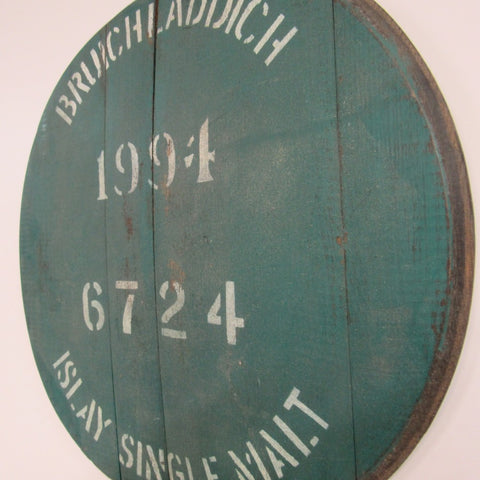 BRUICHLADDICH
1994
6724
ISLAY SINGLE MALT